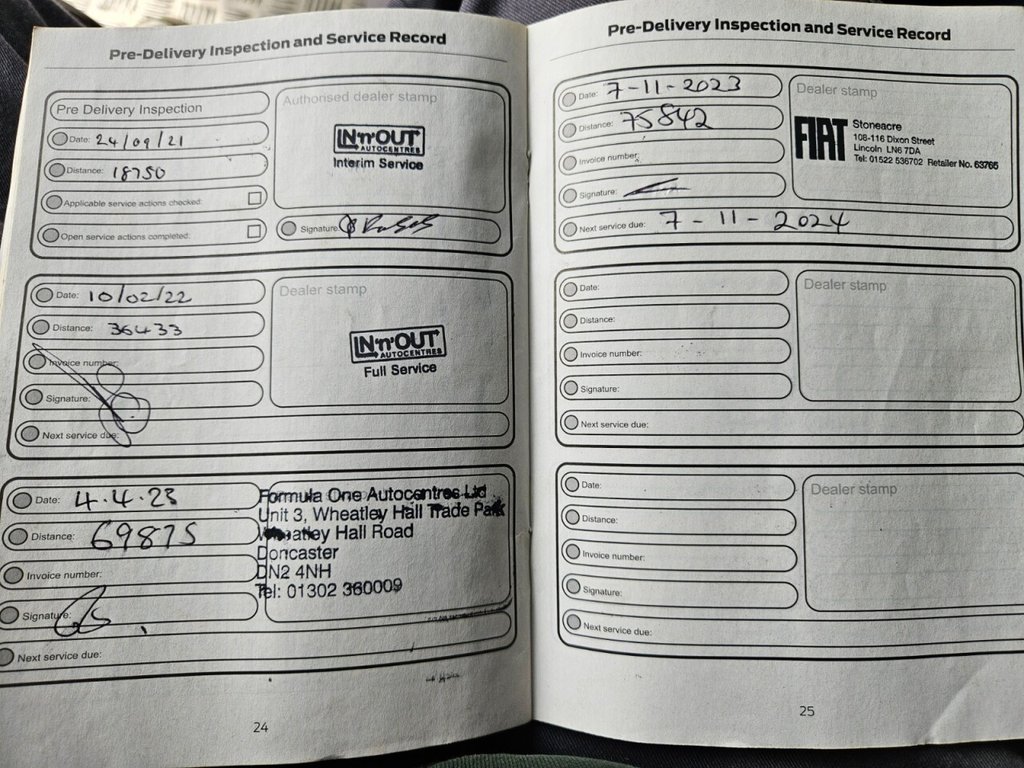 Pre-Delivery Inspection and Service Record
Pre Delivery Inspection
Date: 24/09/21
Distance: 18750
Applicable service actions checked:
Open service actions completed:
Authorised dealer stamp
IN'n'OUT
AUTOCENTRES
Interim Service
Signature:
Date: 10/02/22
Distance: 36433
Invoice number:
Signature:
Next service due:
Dealer stamp
IN'n'OUT
AUTOCENTRES
Full Service
Date: 4.4.23
Distance: 69875
Invoice number:
Signature:
Next service due:
Formula One Autocentres Ltd
Unit 3, Wheatley Hall Trade Park
Wheatley Hall Road
Doncaster
DN2 4NH
Tel: 01302 360009
24
Pre-Delivery Inspection and Service Record
Date: 7-11-2023
Distance: 75842
Invoice number:
Signature:
Next service due: 7-11-2024
Dealer stamp
FIAT
Stoneacre
108-116 Dixon Street
Lincoln LN6 7DA
Tel: 01522 536702 Retailer No. 63765
Date:
Distance:
Invoice number:
Signature:
Next service due:
Dealer stamp
Date:
Distance:
Invoice number:
Signature:
Next service due:
Dealer stamp
25